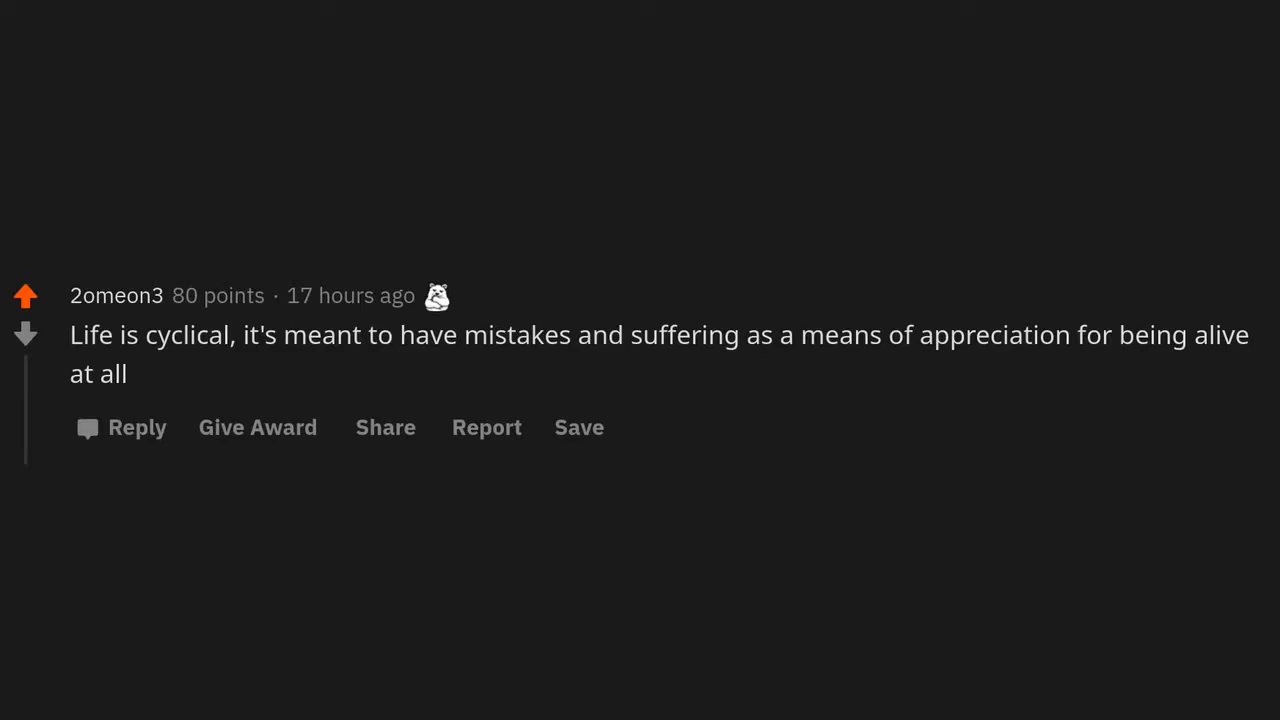 2omeon3 80 points · 17 hours ago
Life is cyclical, it's meant to have mistakes and suffering as a means of appreciation for being alive
at all
Reply Give Award Share Report Save